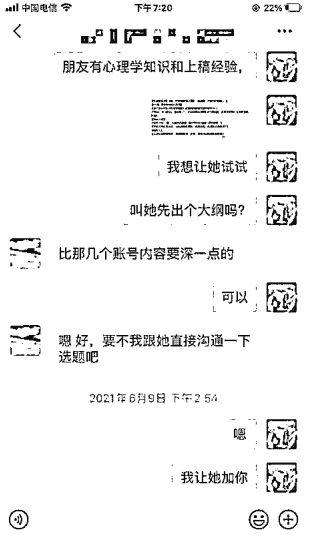 中国电信
下午7:20
22%
朋友有心理学知识和上稿经验，
我想让她试试
叫她先出个大纲吗？
比那几个账号内容要深一点的
可以
嗯 好，要不我跟她直接沟通一下
选题吧
2021年6月9日 下午2:54
嗯
我让她加你